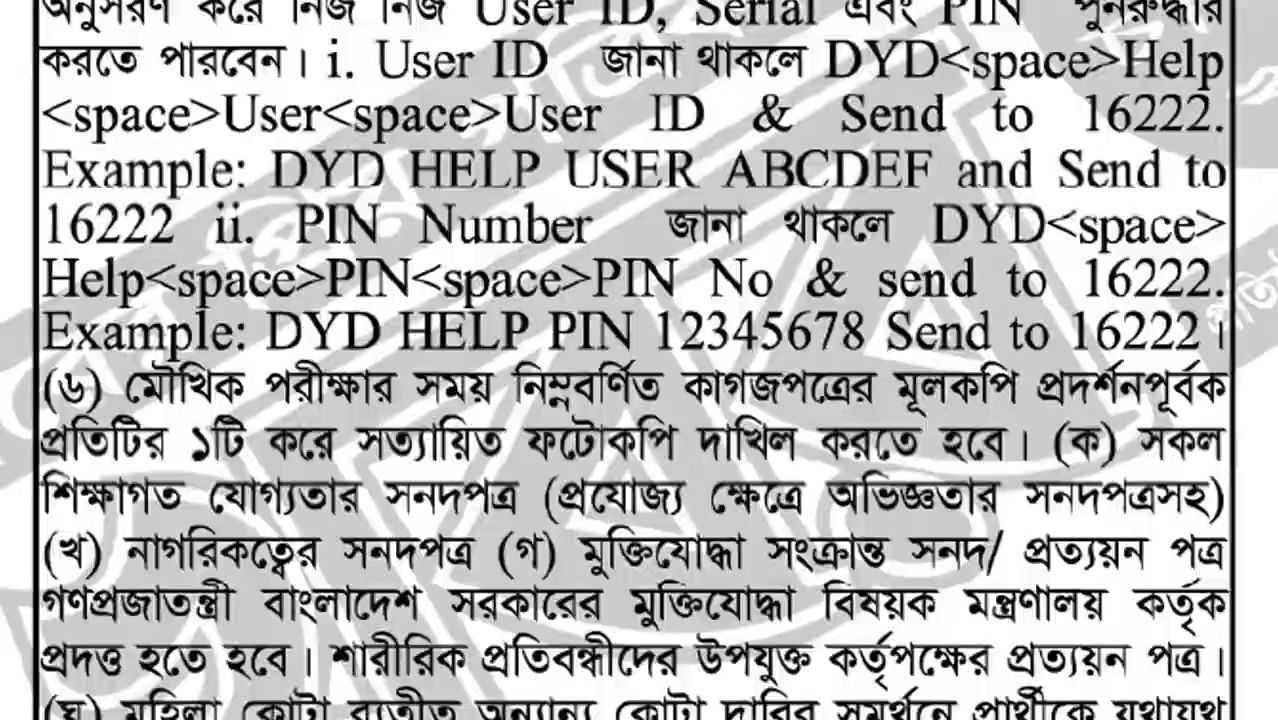 অনুসরণ করে নিজ নিজ User ID, Serial এবং PIN পুনরুদ্ধার
করতে পারবেন। i. User ID জানা থাকলে DYD<space>Help
<space>User<space>User ID & Send to 16222.
Example: DYD HELP USER ABCDEF and Send to
16222 ii. PIN Number জানা থাকলে DYD<space>
Help<space>PIN<space>PIN No & send to 16222.
Example: DYD HELP PIN 12345678 Send to 16222।
(৬) মৌখিক পরীক্ষার সময় নিম্নবর্ণিত কাগজপত্রের মূলকপি প্রদর্শনপূর্বক
প্রতিটির ১টি করে সত্যায়িত ফটোকপি দাখিল করতে হবে। (ক) সকল
শিক্ষাগত যোগ্যতার সনদপত্র (প্রযোজ্য ক্ষেত্রে অভিজ্ঞতার সনদপত্রসহ)
(খ) নাগরিকত্বের সনদপত্র (গ) মুক্তিযোদ্ধা সংক্রান্ত সনদ/ প্রত্যয়ন পত্র
গণপ্রজাতন্ত্রী বাংলাদেশ সরকারের মুক্তিযোদ্ধা বিষয়ক মন্ত্রণালয় কর্তৃক
প্রদত্ত হতে হবে। শারীরিক প্রতিবন্ধীদের উপযুক্ত কর্তৃপক্ষের প্রত্যয়ন পত্র।
(ঘ) মহিলা কোটা ব্যতীত অন্যান্য কোটা দাবির সমর্থনে প্রার্থীকে যথাযথ